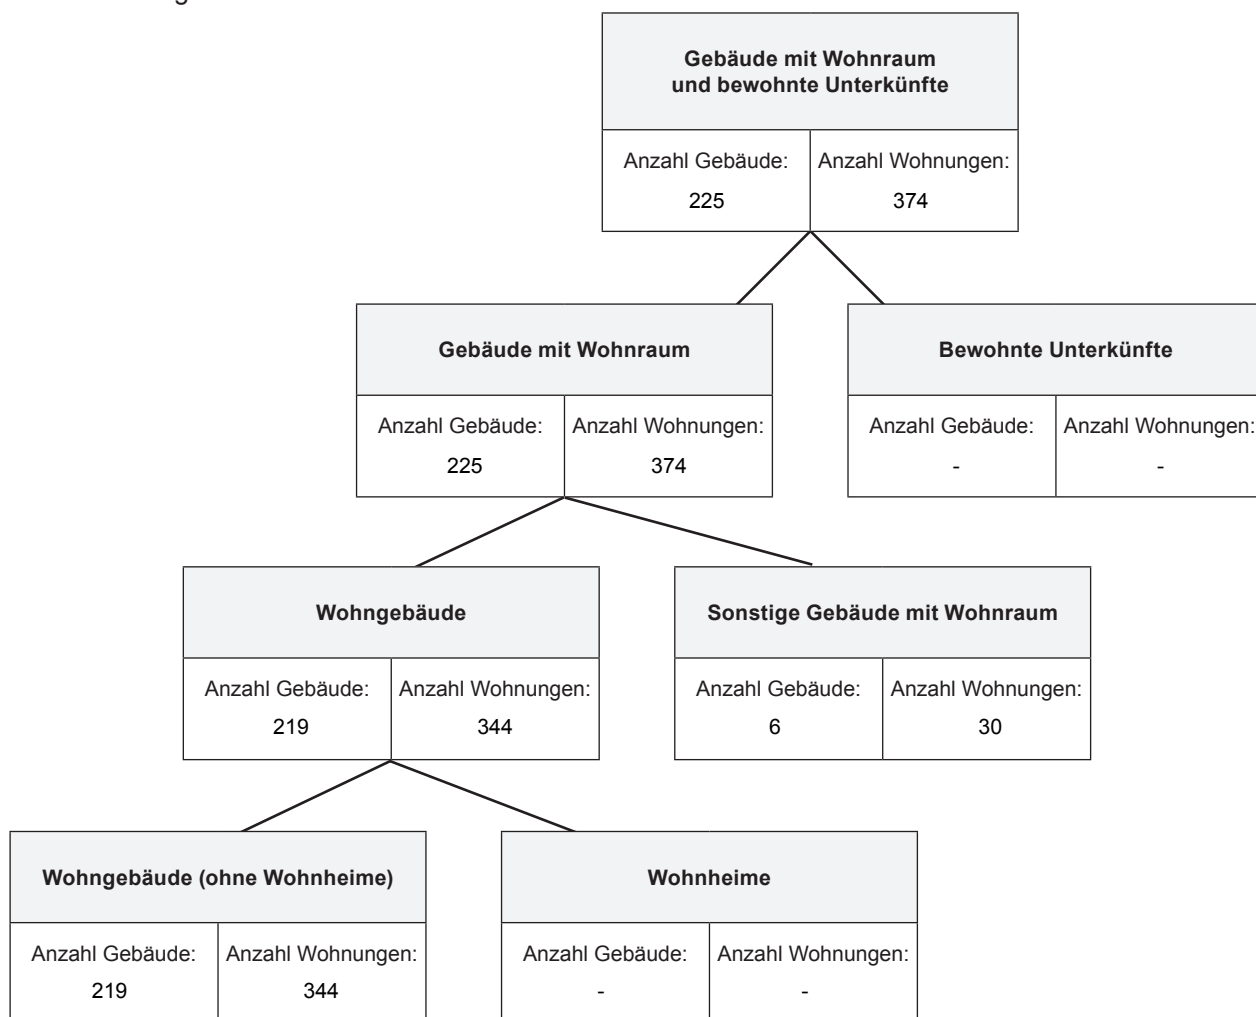 Gebäude mit Wohnraum
und bewohnte Unterkünfte
Anzahl Gebäude: Anzahl Wohnungen:
225 374
Gebäude mit Wohnraum Bewohnte Unterkünfte
Anzahl Gebäude: Anzahl Wohnungen: Anzahl Gebäude: Anzahl Wohnungen:
225 374 - -
Wohngebäude Sonstige Gebäude mit Wohnraum
Anzahl Gebäude: Anzahl Wohnungen: Anzahl Gebäude: Anzahl Wohnungen:
219 344 6 30
Wohngebäude (ohne Wohnheime) Wohnheime
Anzahl Gebäude: Anzahl Wohnungen: Anzahl Gebäude: Anzahl Wohnungen:
219 344 - -